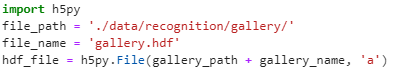 import h5py
file_path = './data/recognition/gallery/'
file_name = 'gallery.hdf'
hdf_file = h5py.File(gallery_path + gallery_name, 'a')